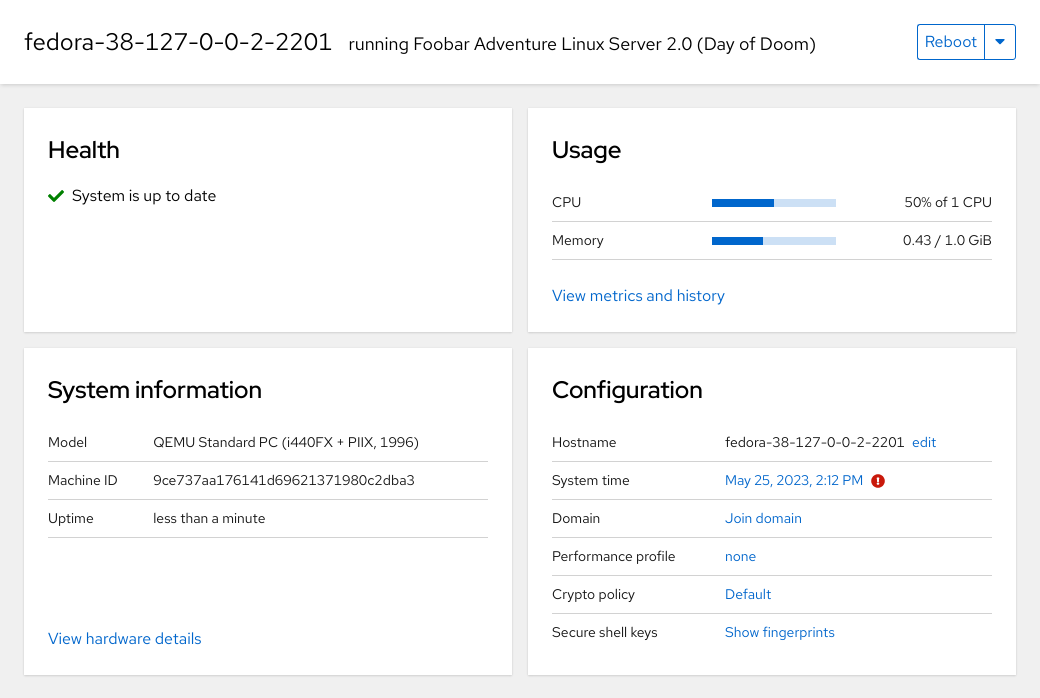 fedora-38-127-0-0-2-2201 running Foobar Adventure Linux Server 2.0 (Day of Doom)
Reboot
Health
System is up to date
Usage
CPU 50% of 1 CPU
Memory 0.43 / 1.0 GiB
View metrics and history
System information
Model QEMU Standard PC (i440FX + PIIX, 1996)
Machine ID 9ce737aa176141d69621371980c2dba3
Uptime less than a minute
View hardware details
Configuration
Hostname fedora-38-127-0-0-2-2201 edit
System time May 25, 2023, 2:12 PM
Domain Join domain
Performance profile none
Crypto policy Default
Secure shell keys Show fingerprints